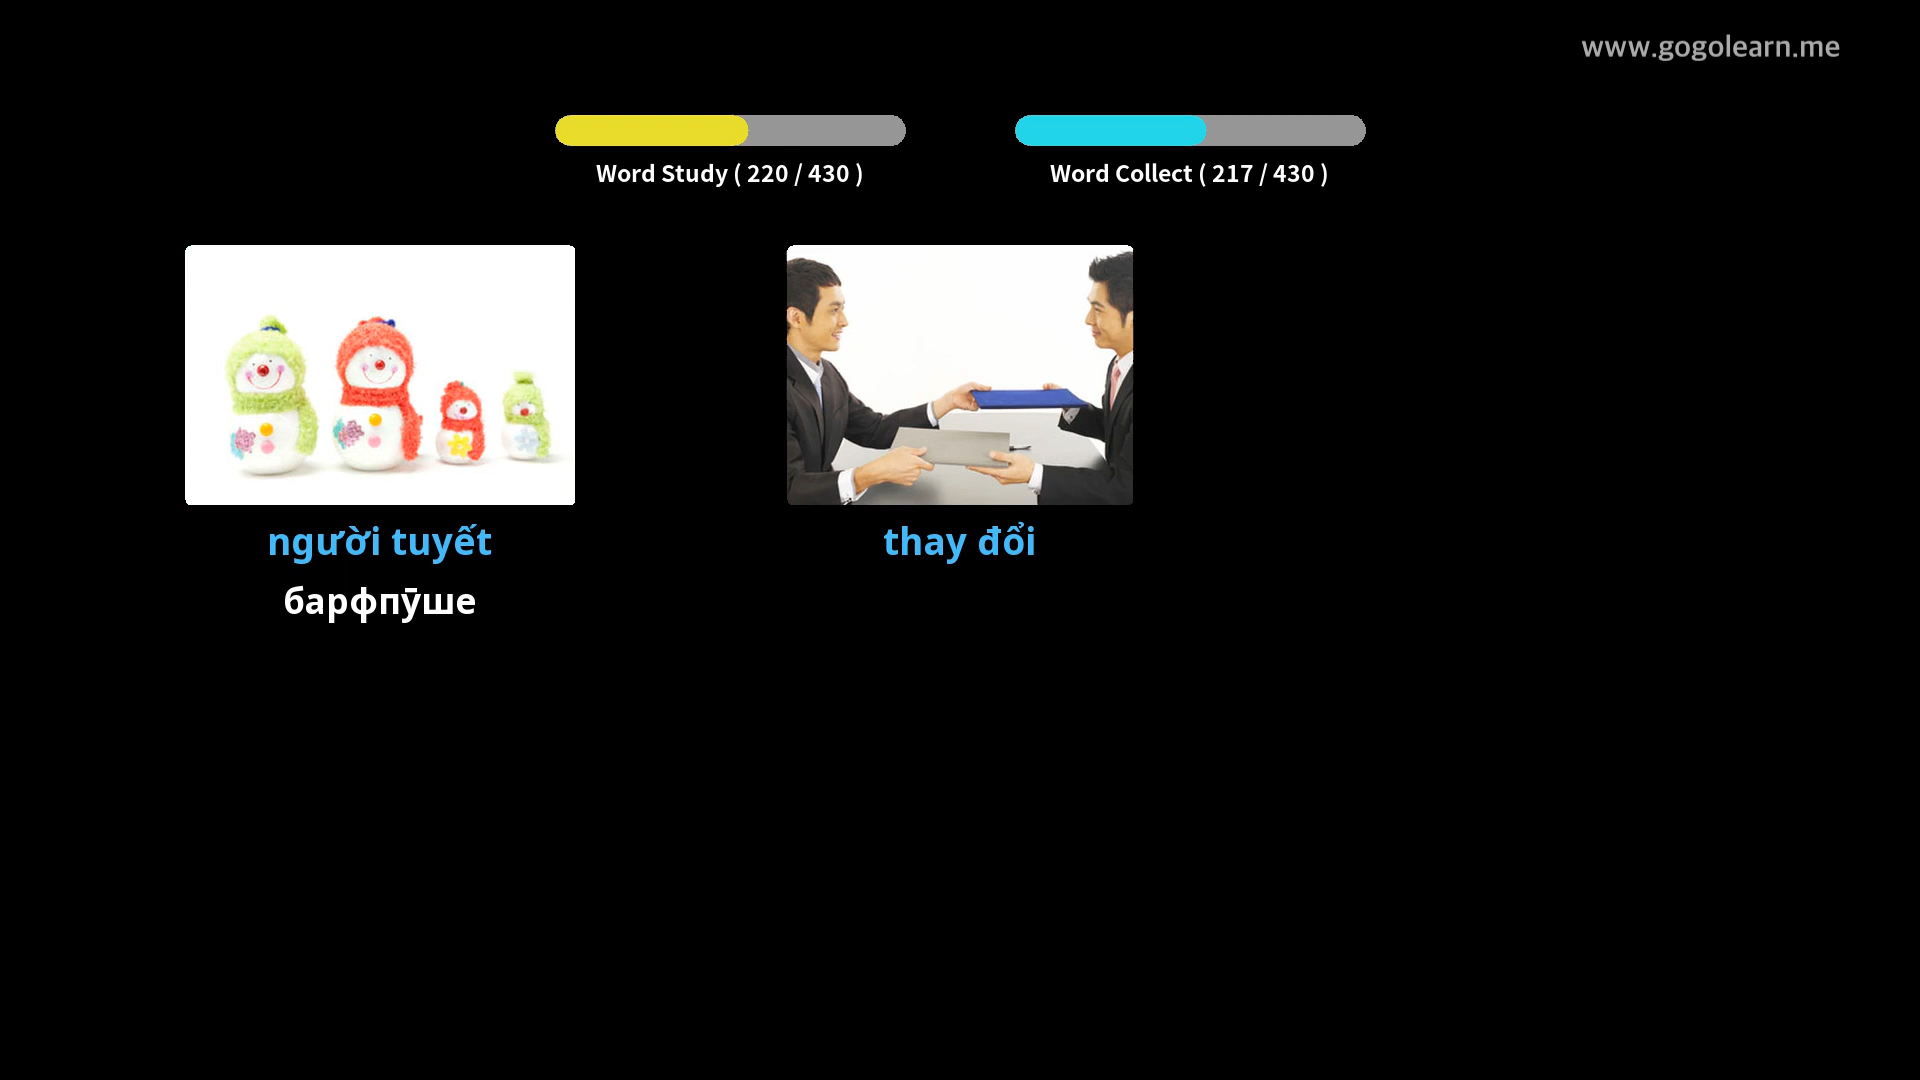 www.gogolearn.me
Word Study ( 220 / 430 )
Word Collect ( 217 / 430 )
người tuyết
thay đổi
барфпӯше